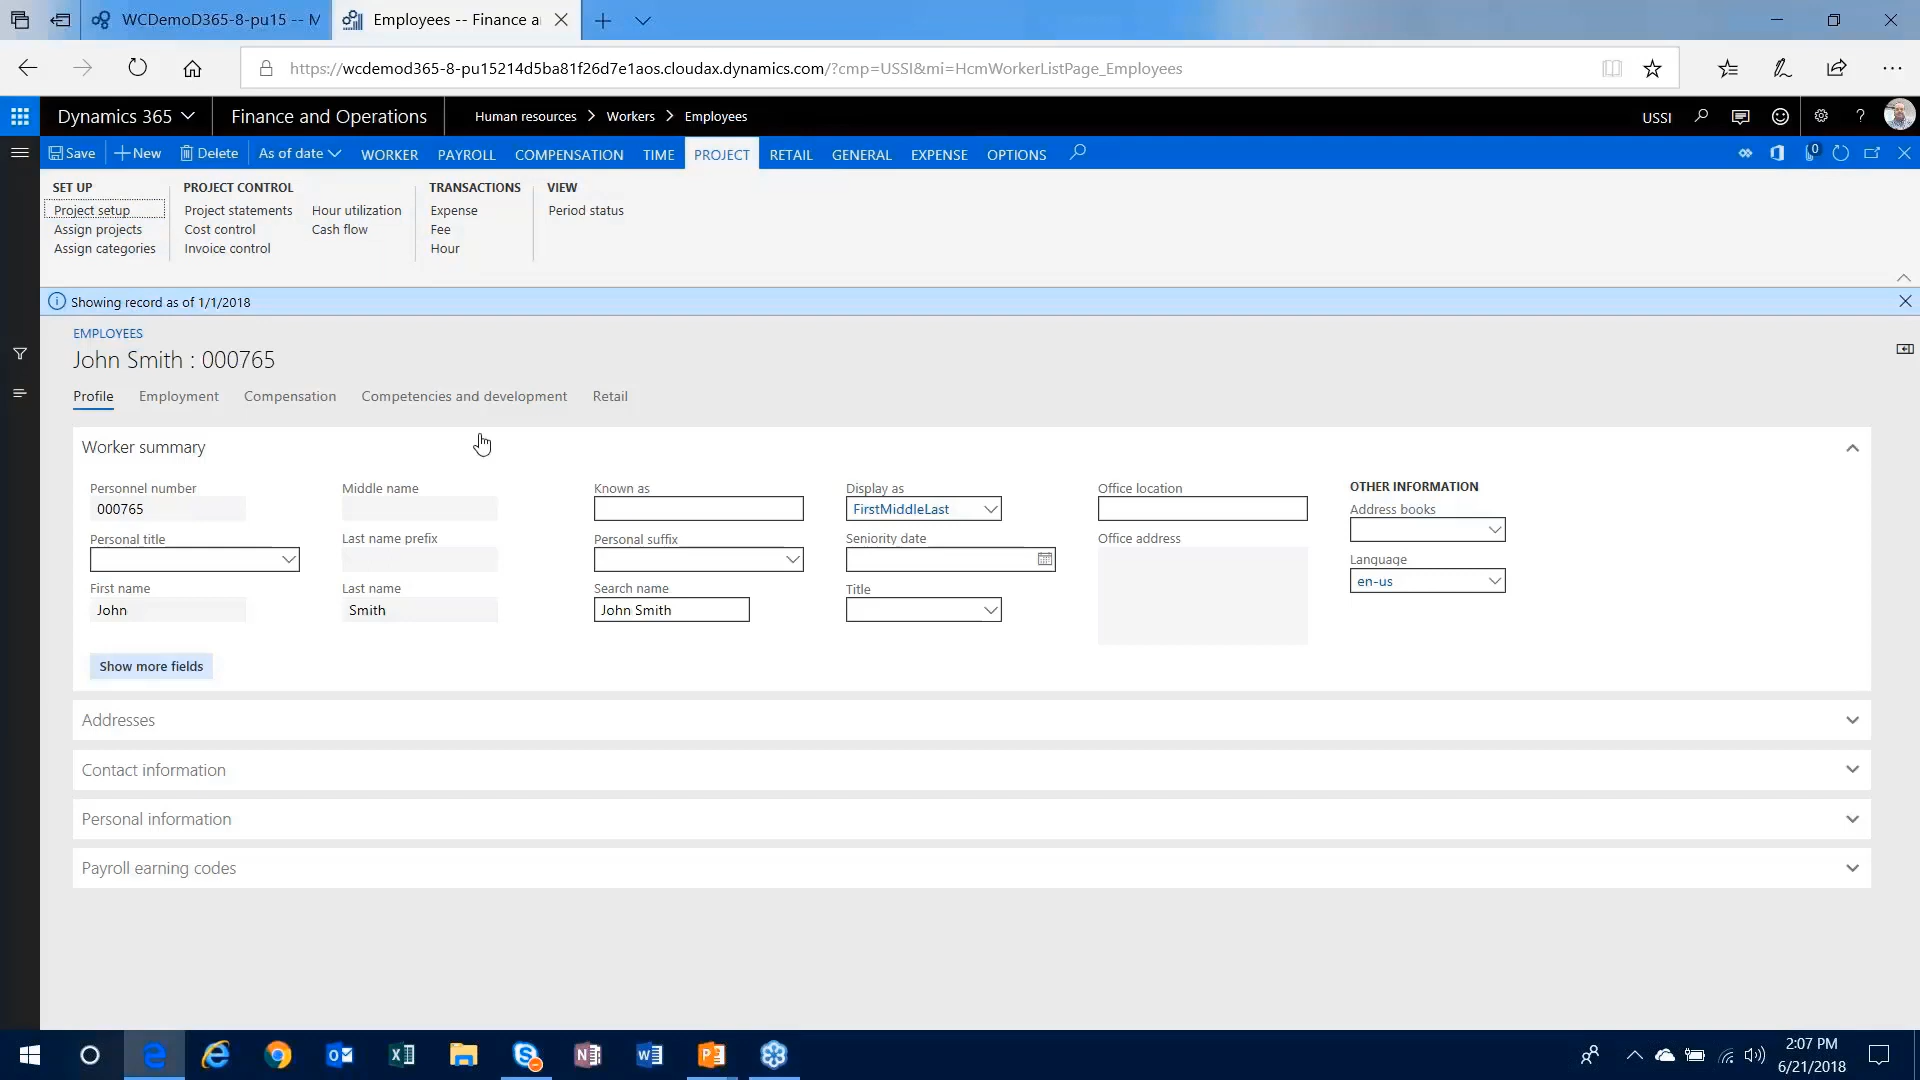 WCDemoD365-8-pu15 -- M
Employees -- Finance a
https://wcdemod365-8-pu15214d5ba81f26d7e1aos.cloudax.dynamics.com/?cmp=USSI&mi=HcmWorkerListPage_Employees
Dynamics 365
Finance and Operations
Human resources > Workers > Employees
USSI
?
Save
New
Delete
As of date
WORKER
PAYROLL
COMPENSATION
TIME
PROJECT
RETAIL
GENERAL
EXPENSE
OPTIONS
0
SET UP
Project setup
Assign projects
Assign categories
PROJECT CONTROL
Project statements
Cost control
Invoice control
Hour utilization
Cash flow
TRANSACTIONS
Expense
Fee
Hour
VIEW
Period status
Showing record as of 1/1/2018
EMPLOYEES
John Smith : 000765
Profile
Employment
Compensation
Competencies and development
Retail
Worker summary
Personnel number
000765
Personal title
First name
John
Middle name
Last name prefix
Last name
Smith
Known as
Personal suffix
Search name
John Smith
Display as
FirstMiddleLast
Seniority date
Title
Office location
Office address
OTHER INFORMATION
Address books
Language
en-us
Show more fields
Addresses
Contact information
Personal information
Payroll earning codes
2:07 PM
6/21/2018